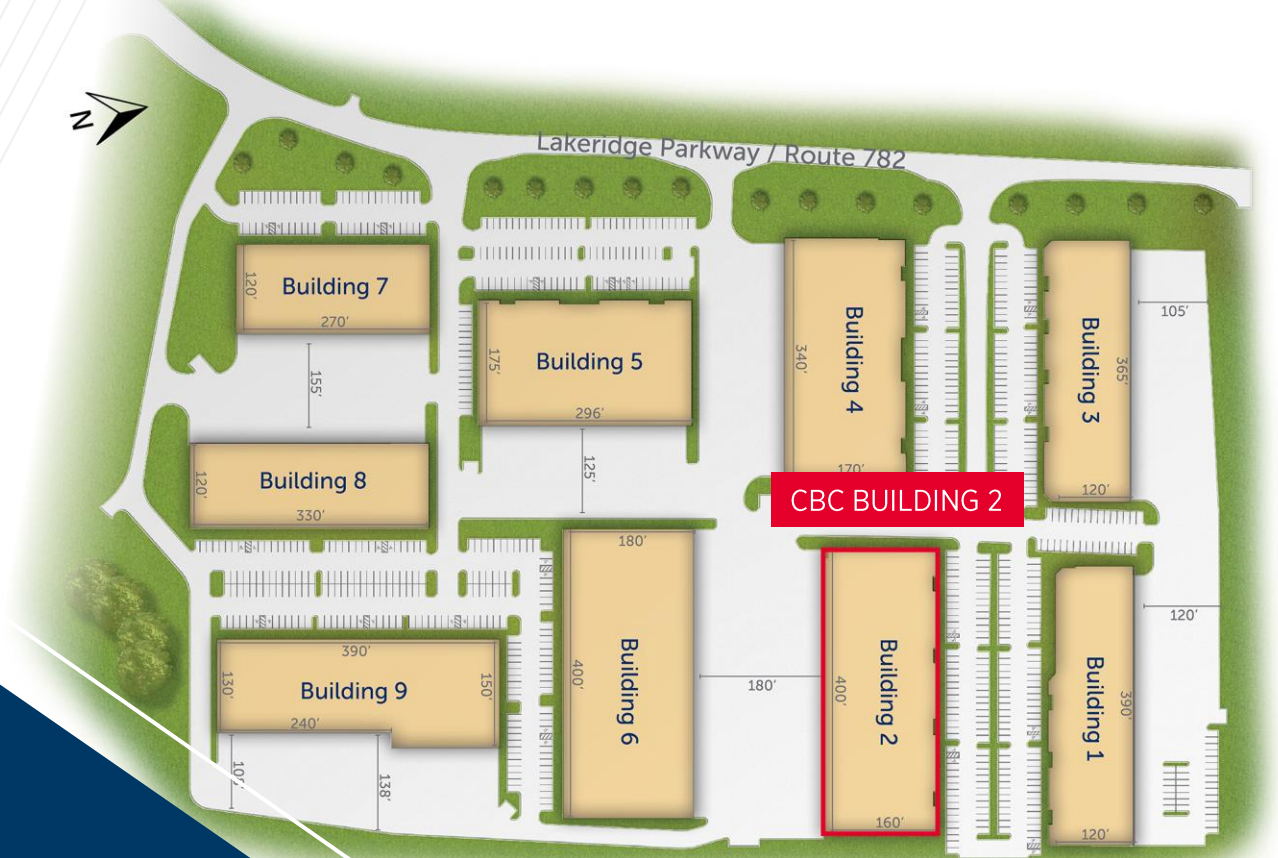 N
Lakeridge Parkway / Route 782
Building 7
120'
270'
155'
Building 8
120'
330'
Building 5
175'
296'
125'
Building 4
340'
170'
Building 3
365'
120'
105'
CBC BUILDING 2
Building 9
390'
130'
150'
240'
138'
Building 6
180'
400'
180'
Building 2
400'
160'
Building 1
390'
120'
120'